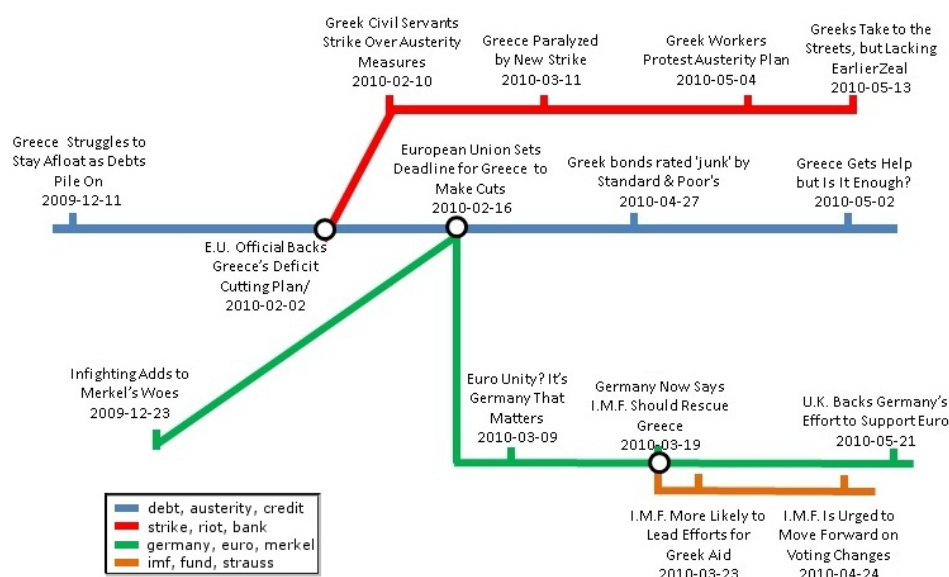 Greek Civil Servants
Strike Over Austerity
Measures
2010-02-10
Greece Paralyzed
by New Strike
2010-03-11
Greek Workers
Protest Austerity Plan
2010-05-04
Greeks Take to the
Streets, but Lacking
EarlierZeal
2010-05-13
Greece Struggles to
Stay Afloat as Debts
Pile On
2009-12-11
European Union Sets
Deadline for Greece to
Make Cuts
2010-02-16
Greek bonds rated 'junk' by
Standard & Poor's
2010-04-27
Greece Gets Help
but Is It Enough?
2010-05-02
E.U. Official Backs
Greece's Deficit
Cutting Plan/
2010-02-02
Infighting Adds to
Merkel's Woes
2009-12-23
Euro Unity? It's
Germany That
Matters
2010-03-09
Germany Now Says
I.M.F. Should Rescue
Greece
2010-03-19
U.K. Backs Germany's
Effort to Support Euro
2010-05-21
debt, austerity, credit
strike, riot, bank
germany, euro, merkel
imf, fund, strauss
I.M.F. More Likely to
Lead Efforts for
Greek Aid
2010-03-23
I.M.F. Is Urged to
Move Forward on
Voting Changes
2010-04-24